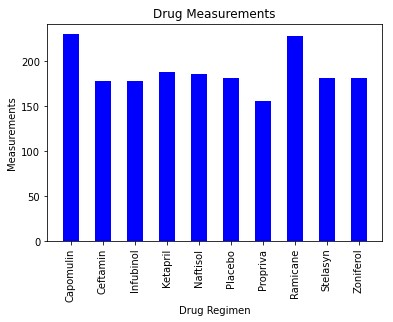 Drug Measurements
Measurements
200
150
100
50
0
Capomulin
Ceftamin
Infubinol
Ketapril
Naftisol
Placebo
Propriva
Ramicane
Stelasyn
Zoniferol
Drug Regimen